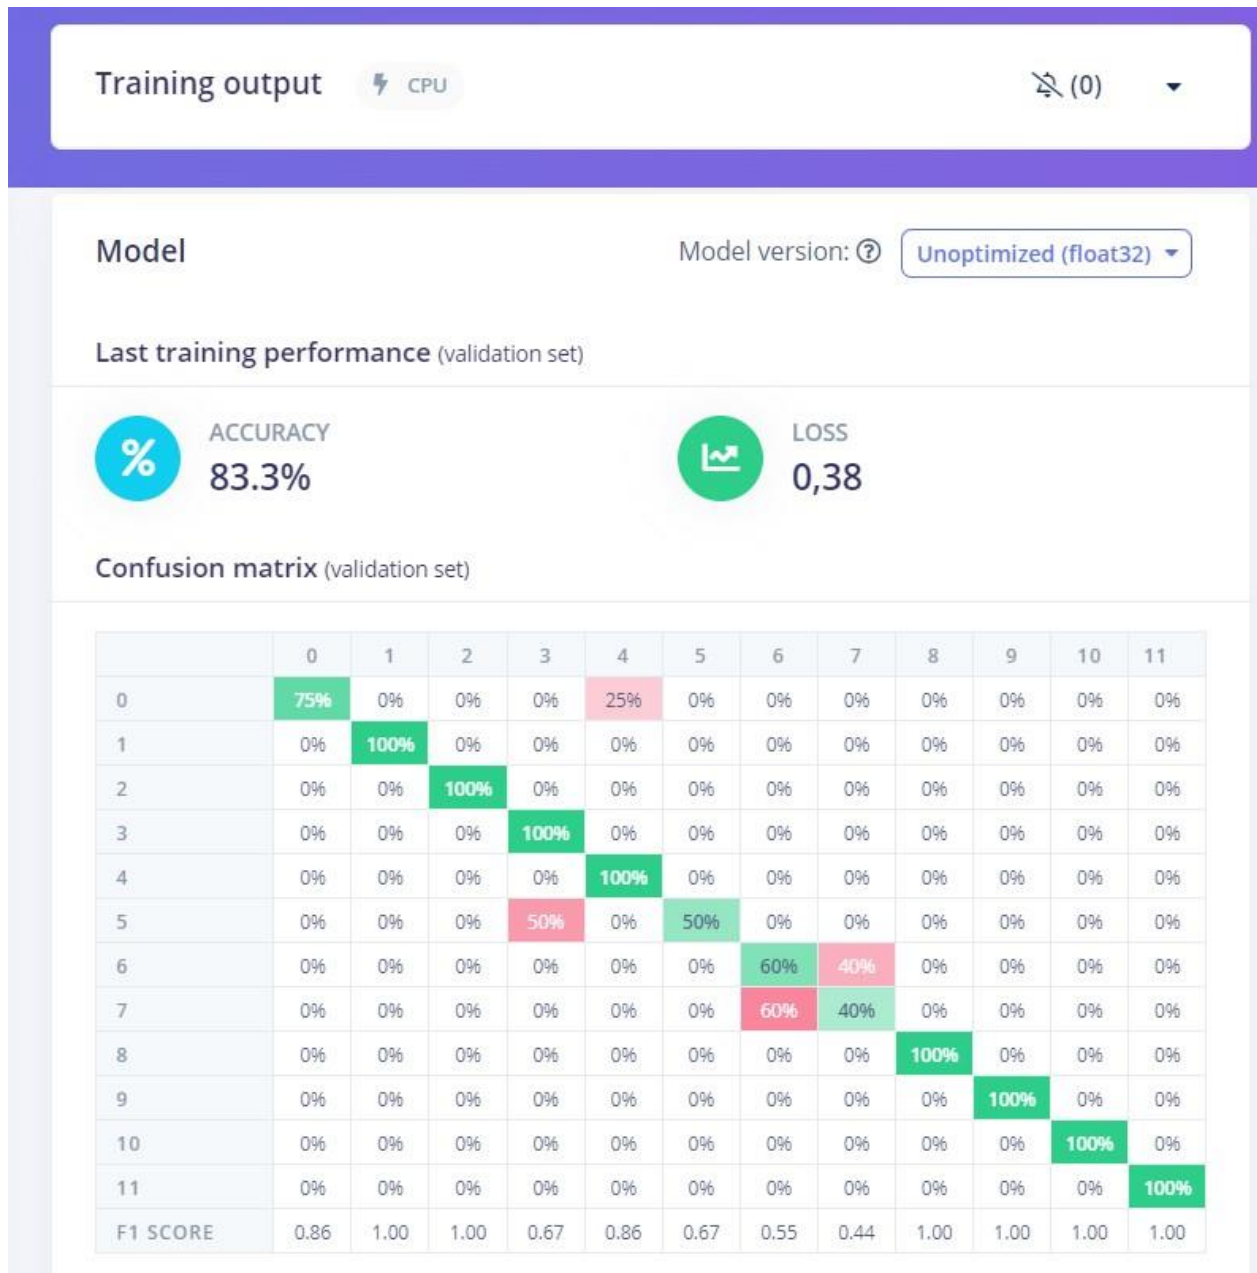 Training output CPU (0)
Model Model version: ? Unoptimized (float32)
Last training performance (validation set)
% ACCURACY LOSS
83.3% 0,38
Confusion matrix (validation set)
0 1 2 3 4 5 6 7 8 9 10 11
0 75% 0% 0% 0% 25% 0% 0% 0% 0% 0% 0% 0%
1 0% 100% 0% 0% 0% 0% 0% 0% 0% 0% 0% 0%
2 0% 0% 100% 0% 0% 0% 0% 0% 0% 0% 0% 0%
3 0% 0% 0% 100% 0% 0% 0% 0% 0% 0% 0% 0%
4 0% 0% 0% 0% 100% 0% 0% 0% 0% 0% 0% 0%
5 0% 0% 0% 50% 0% 50% 0% 0% 0% 0% 0% 0%
6 0% 0% 0% 0% 0% 0% 60% 40% 0% 0% 0% 0%
7 0% 0% 0% 0% 0% 0% 60% 40% 0% 0% 0% 0%
8 0% 0% 0% 0% 0% 0% 0% 0% 100% 0% 0% 0%
9 0% 0% 0% 0% 0% 0% 0% 0% 0% 100% 0% 0%
10 0% 0% 0% 0% 0% 0% 0% 0% 0% 0% 100% 0%
11 0% 0% 0% 0% 0% 0% 0% 0% 0% 0% 0% 100%
F1 SCORE 0.86 1.00 1.00 0.67 0.86 0.67 0.55 0.44 1.00 1.00 1.00 1.00